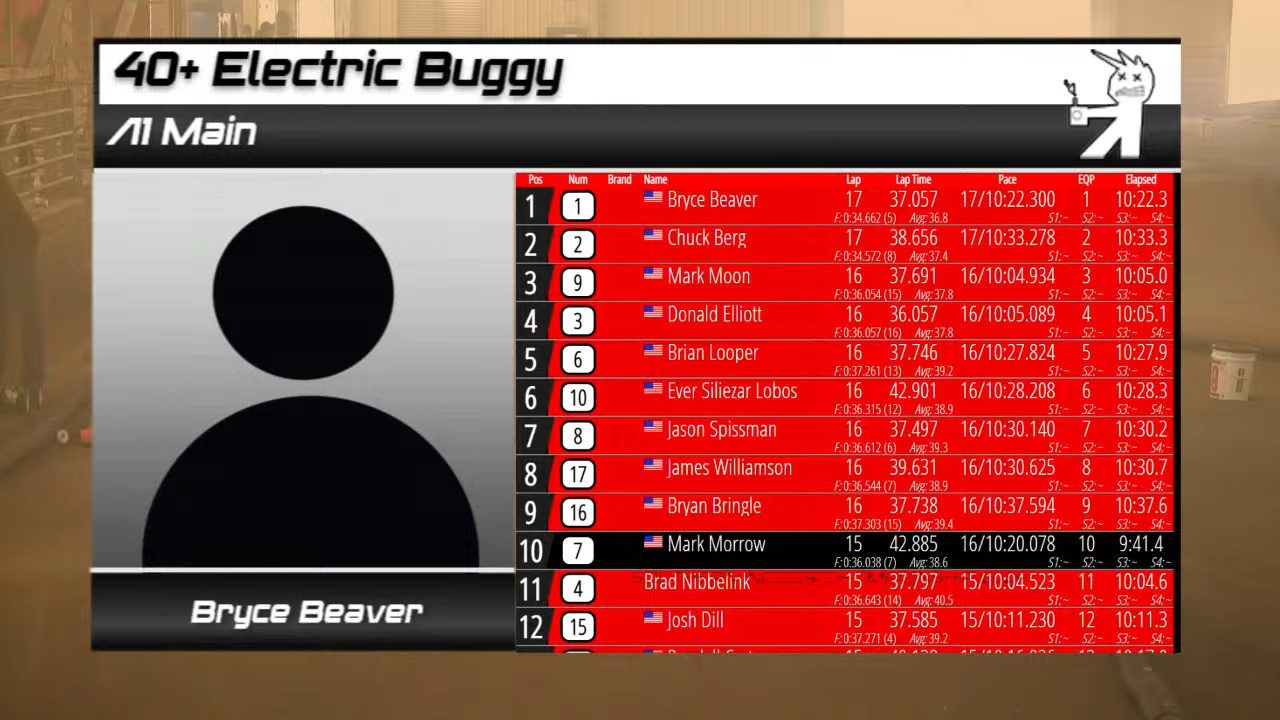 40+ Electric Buggy
A1 Main
Pos Num Brand Name Lap Lap Time Pace EQP Elapsed
1 1 Bryce Beaver 17 37.057 17/10:22.300 1 10:22.3
F:0:34.662 (5) Avg:36.8 S1:~ S2:~ S3:~ S4:~
2 2 Chuck Berg 17 38.656 17/10:33.278 2 10:33.3
F:0:34.572 (8) Avg:37.4 S1:~ S2:~ S3:~ S4:~
3 9 Mark Moon 16 37.691 16/10:04.934 3 10:05.0
F:0:36.054 (15) Avg:37.8 S1:~ S2:~ S3:~ S4:~
4 3 Donald Elliott 16 36.057 16/10:05.089 4 10:05.1
F:0:36.057 (16) Avg:37.8 S1:~ S2:~ S3:~ S4:~
5 6 Brian Looper 16 37.746 16/10:27.824 5 10:27.9
F:0:37.261 (13) Avg:39.2 S1:~ S2:~ S3:~ S4:~
6 10 Ever Siliezar Lobos 16 42.901 16/10:28.208 6 10:28.3
F:0:36.315 (12) Avg:38.9 S1:~ S2:~ S3:~ S4:~
7 8 Jason Spissman 16 37.497 16/10:30.140 7 10:30.2
F:0:36.612 (6) Avg:39.3 S1:~ S2:~ S3:~ S4:~
8 17 James Williamson 16 39.631 16/10:30.625 8 10:30.7
F:0:36.544 (7) Avg:38.9 S1:~ S2:~ S3:~ S4:~
9 16 Bryan Bringle 16 37.738 16/10:37.594 9 10:37.6
F:0:37.303 (15) Avg:39.4 S1:~ S2:~ S3:~ S4:~
10 7 Mark Morrow 15 42.885 16/10:20.078 10 9:41.4
F:0:36.038 (7) Avg:38.6 S1:~ S2:~ S3:~ S4:~
11 4 Brad Nibbelink 15 37.797 15/10:04.523 11 10:04.6
F:0:36.643 (14) Avg:40.5 S1:~ S2:~ S3:~ S4:~
12 15 Josh Dill 15 37.585 15/10:11.230 12 10:11.3
F:0:37.271 (4) Avg:39.2 S1:~ S2:~ S3:~ S4:~
Bryce Beaver